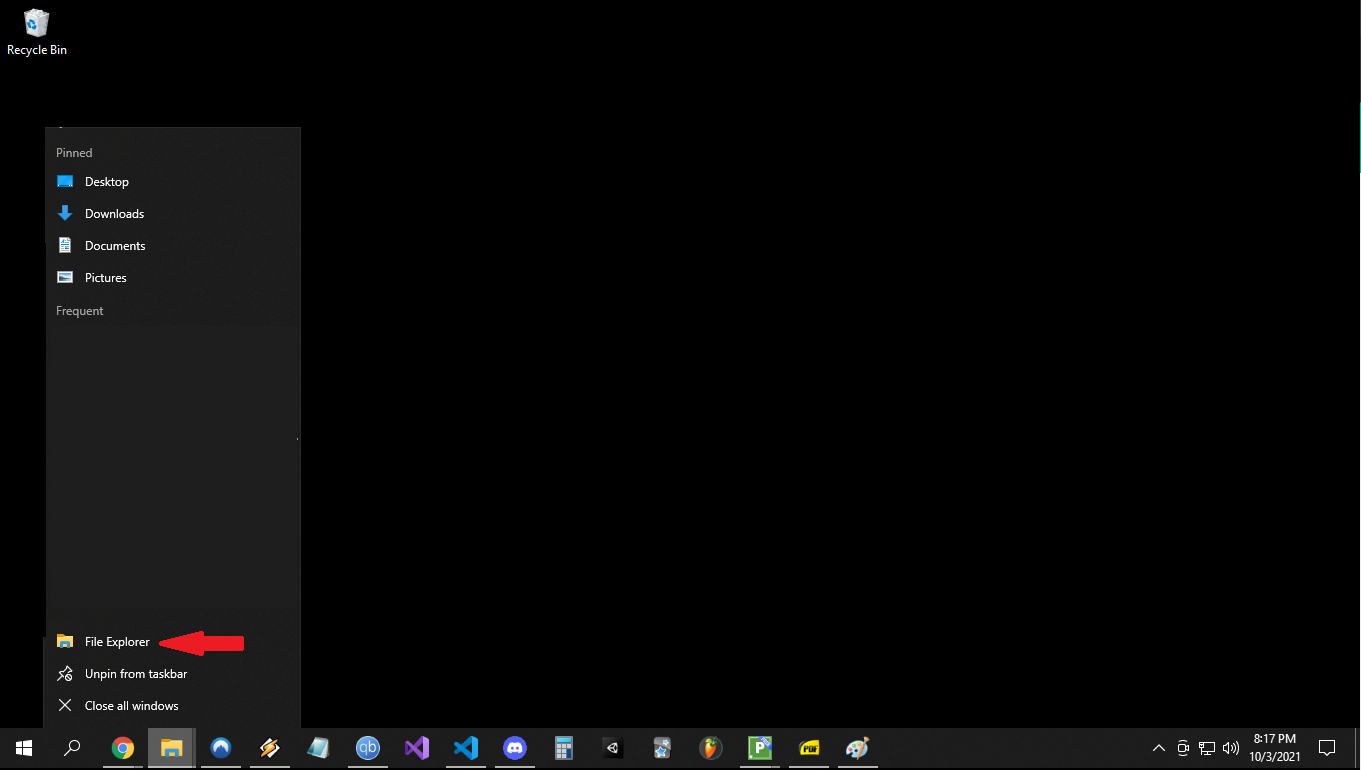 Recycle Bin
Pinned
Desktop
Downloads
Documents
Pictures
Frequent
File Explorer
Unpin from taskbar
Close all windows
qb
P
PDF
8:17 PM
10/3/2021